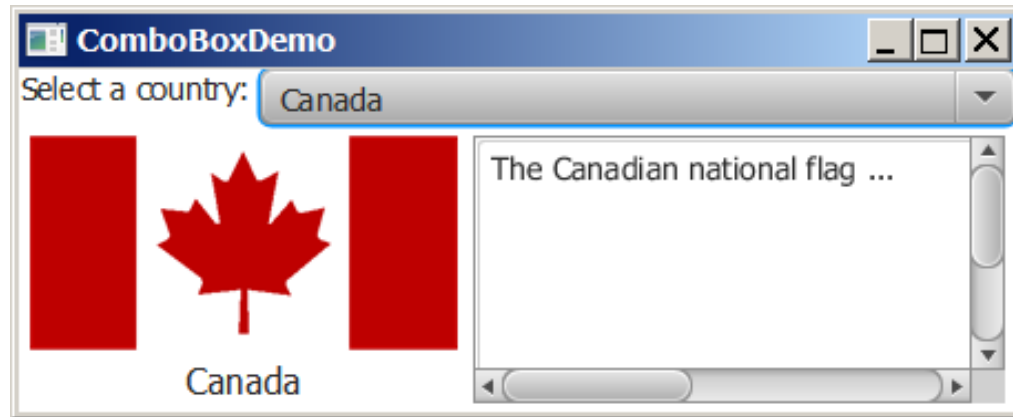 ComboBoxDemo
Select a country: Canada
The Canadian national flag ...
Canada